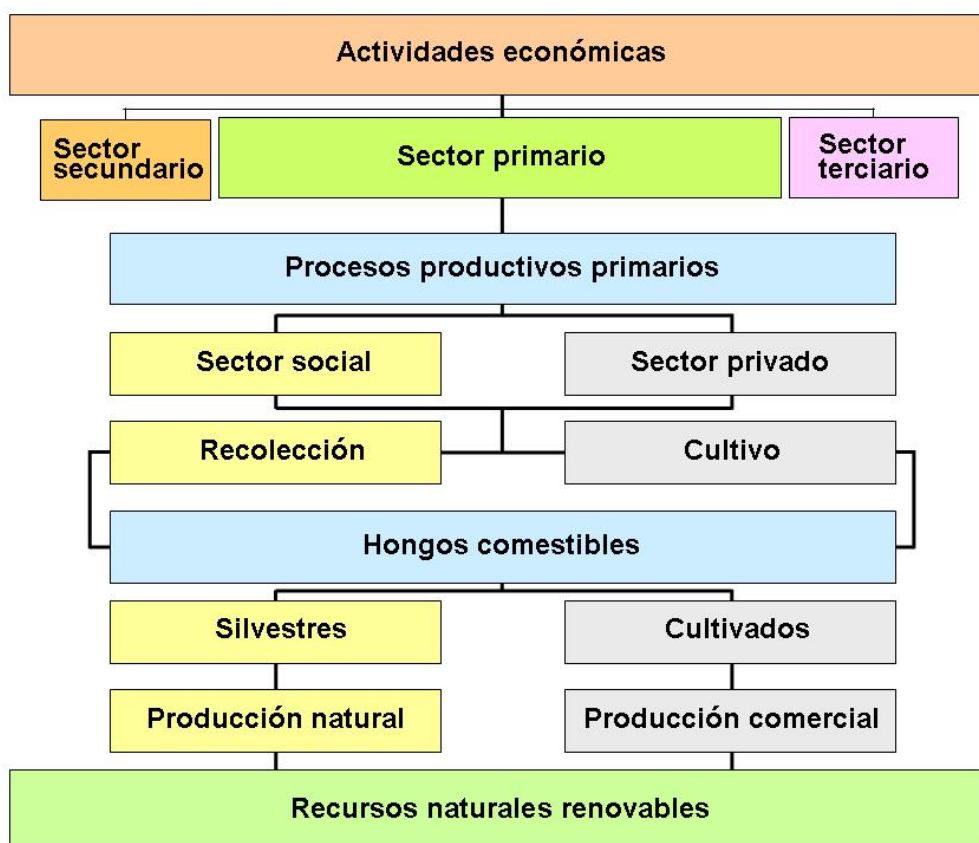 Actividades económicas
Sector
secundario
Sector primario
Sector
terciario
Procesos productivos primarios
Sector social
Sector privado
Recolección
Cultivo
Hongos comestibles
Silvestres
Cultivados
Producción natural
Producción comercial
Recursos naturales renovables